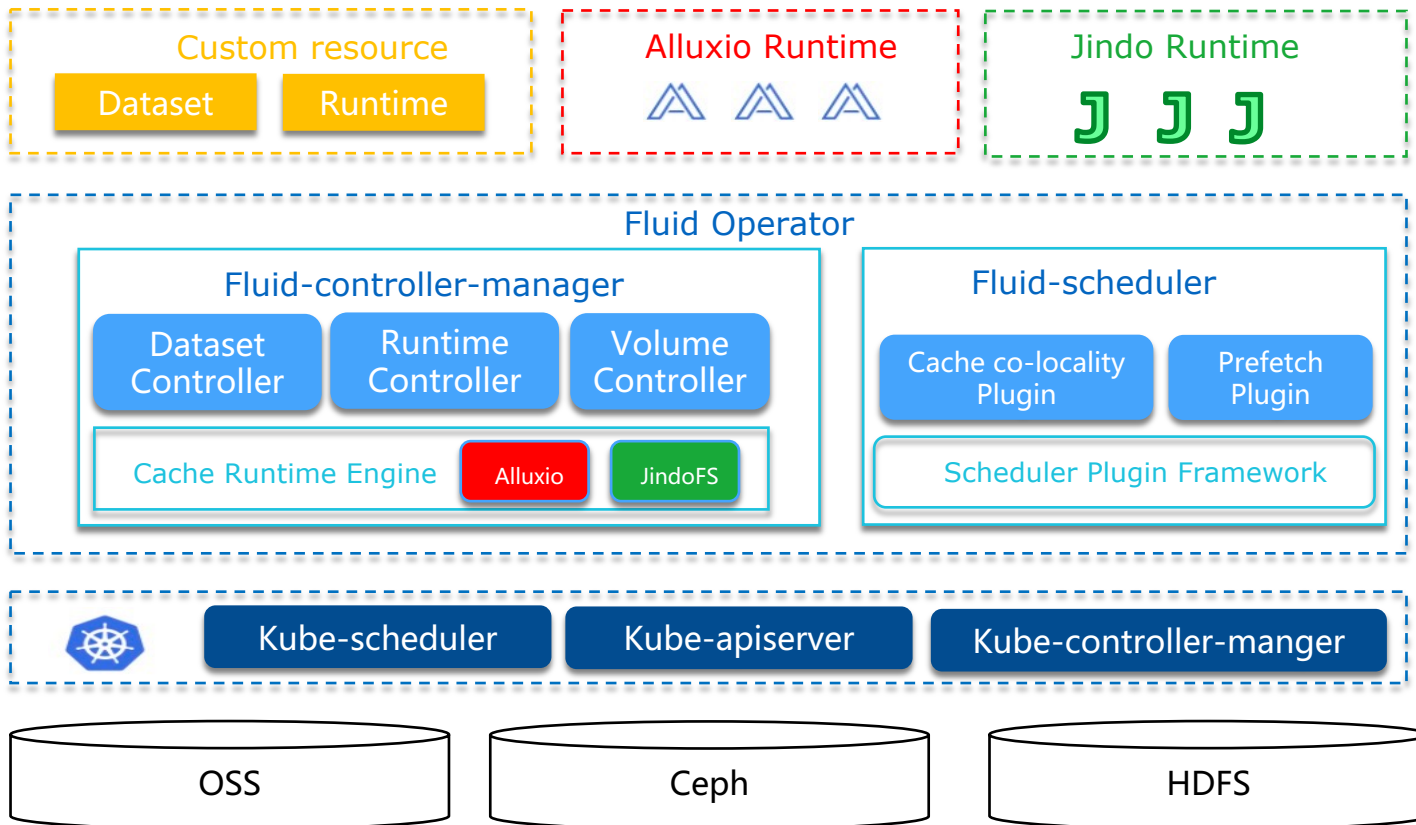 Custom resource
Dataset
Runtime
Alluxio Runtime
Jindo Runtime
J J J
Fluid Operator
Fluid-controller-manager
Dataset
Controller
Runtime
Controller
Volume
Controller
Cache Runtime Engine
Alluxio
JindoFS
Fluid-scheduler
Cache co-locality
Plugin
Prefetch
Plugin
Scheduler Plugin Framework
Kube-scheduler
Kube-apiserver
Kube-controller-manger
OSS
Ceph
HDFS